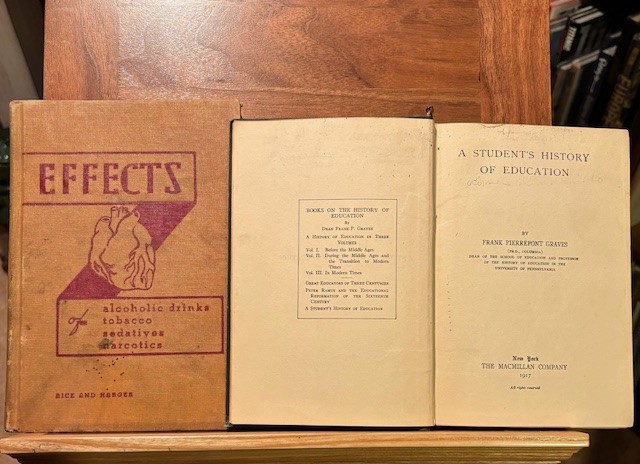 EFFECTS
of
alcoholic drinks
tobacco
sedatives
narcotics
RICE AND HARGER
BOOKS ON THE HISTORY OF
EDUCATION
BY
DEAN FRANK P. GRAVES
A HISTORY OF EDUCATION IN THREE
VOLUMES
Vol. I. Before the Middle Ages
Vol. II. During the Middle Ages and
the Transition to Modern
Times
Vol. III. In Modern Times
GREAT EDUCATORS OF THREE CENTURIES
PETER RAMUS AND THE EDUCATIONAL
REFORMATION OF THE SIXTEENTH
CENTURY
A STUDENT'S HISTORY OF EDUCATION
A STUDENT'S HISTORY
OF EDUCATION
BY
FRANK PIERREPONT GRAVES
(PH.D., COLUMBIA)
DEAN OF THE SCHOOL OF EDUCATION AND PROFESSOR
OF THE HISTORY OF EDUCATION IN THE
UNIVERSITY OF PENNSYLVANIA
New York
THE MACMILLAN COMPANY
1917
All rights reserved